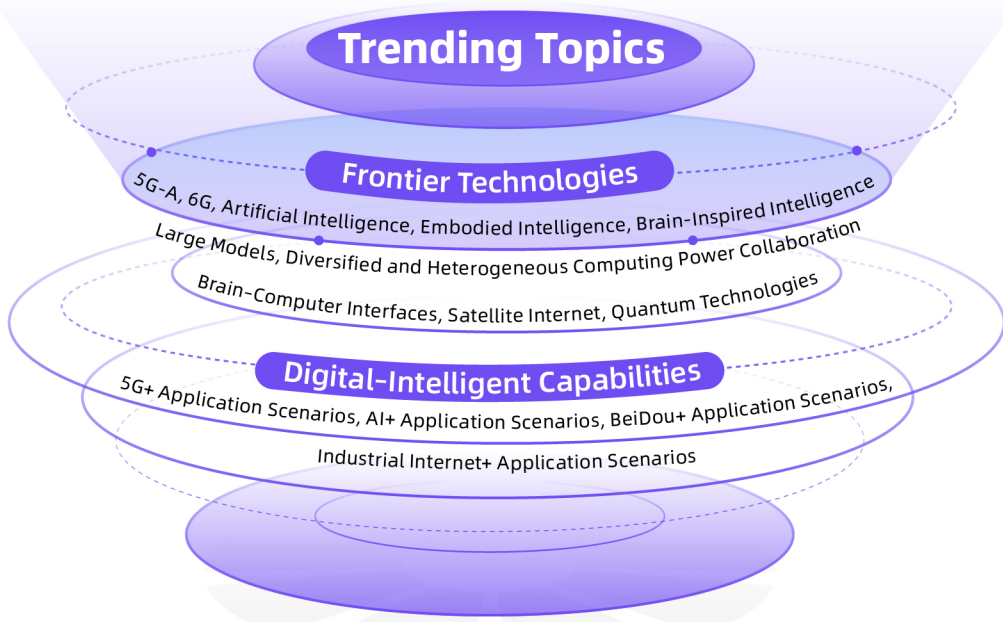 Trending Topics
Frontier Technologies
5G-A, 6G, Artificial Intelligence, Embodied Intelligence, Brain-Inspired Intelligence
Large Models, Diversified and Heterogeneous Computing Power Collaboration
Brain-Computer Interfaces, Satellite Internet, Quantum Technologies
Digital-Intelligent Capabilities
5G+ Application Scenarios, AI+ Application Scenarios, BeiDou+ Application Scenarios,
Industrial Internet+ Application Scenarios